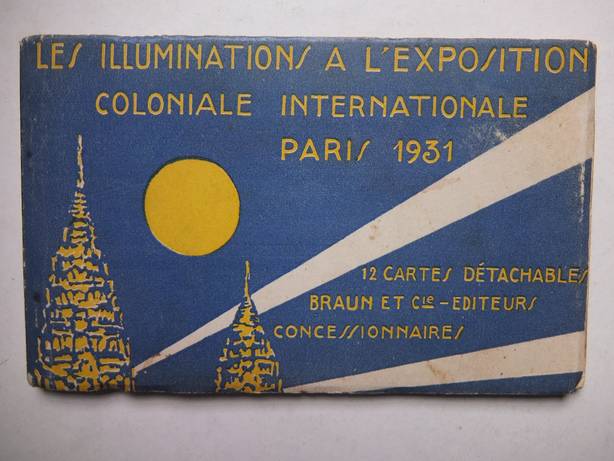 LES ILLUMINATIONS A L'EXPOSITION
COLONIALE INTERNATIONALE
PARIS 1931
12 CARTES DÉTACHABLES
BRAUN ET Cie - EDITEURS
CONCESSIONNAIRES